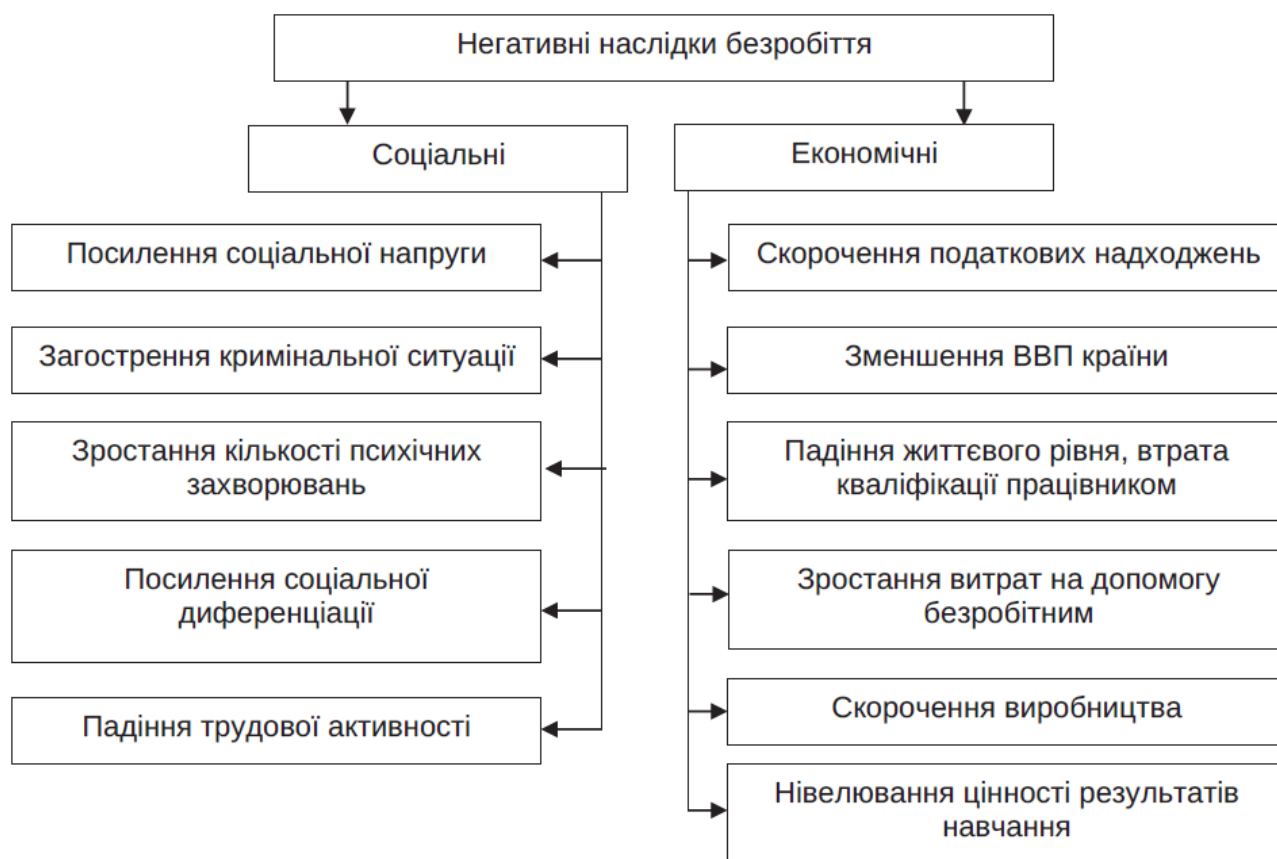 Негативні наслідки безробіття
Соціальні
Економічні
Посилення соціальної напруги
Загострення кримінальної ситуації
Зростання кількості психічних
захворювань
Посилення соціальної
диференціації
Падіння трудової активності
Скорочення податкових надходжень
Зменшення ВВП країни
Падіння життєвого рівня, втрата
кваліфікації працівником
Зростання витрат на допомогу
безробітним
Скорочення виробництва
Нівелювання цінності результатів
навчання